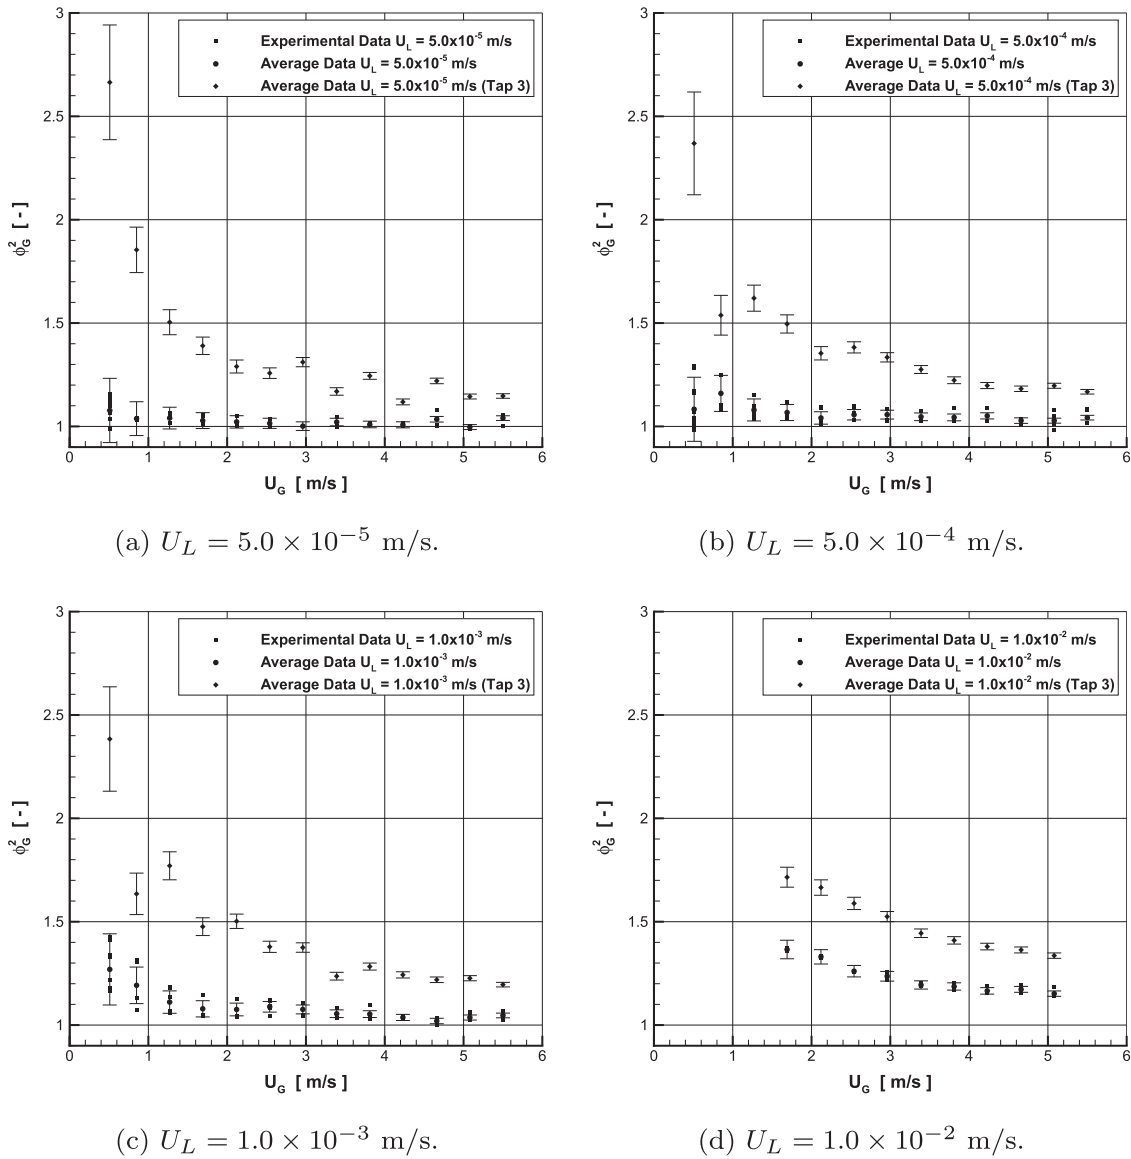 3
2.5
2
1.5
1
0 1 2 3 4 5 6
ϕ²_G [ - ]
U_G [ m/s ]
Experimental Data U_L = 5.0x10⁻⁵ m/s
Average Data U_L = 5.0x10⁻⁵ m/s
Average Data U_L = 5.0x10⁻⁵ m/s (Tap 3)
(a) U_L = 5.0 × 10⁻⁵ m/s.
3
2.5
2
1.5
1
0 1 2 3 4 5 6
ϕ²_G [ - ]
U_G [ m/s ]
Experimental Data U_L = 5.0x10⁻⁴ m/s
Average U_L = 5.0x10⁻⁴ m/s
Average Data U_L = 5.0x10⁻⁴ m/s (Tap 3)
(b) U_L = 5.0 × 10⁻⁴ m/s.
3
2.5
2
1.5
1
0 1 2 3 4 5 6
ϕ²_G [ - ]
U_G [ m/s ]
Experimental Data U_L = 1.0x10⁻³ m/s
Average Data U_L = 1.0x10⁻³ m/s
Average Data U_L = 1.0x10⁻³ m/s (Tap 3)
(c) U_L = 1.0 × 10⁻³ m/s.
3
2.5
2
1.5
1
0 1 2 3 4 5 6
ϕ²_G [ - ]
U_G [ m/s ]
Experimental Data U_L = 1.0x10⁻² m/s
Average Data U_L = 1.0x10⁻² m/s
Average Data U_L = 1.0x10⁻² m/s (Tap 3)
(d) U_L = 1.0 × 10⁻² m/s.